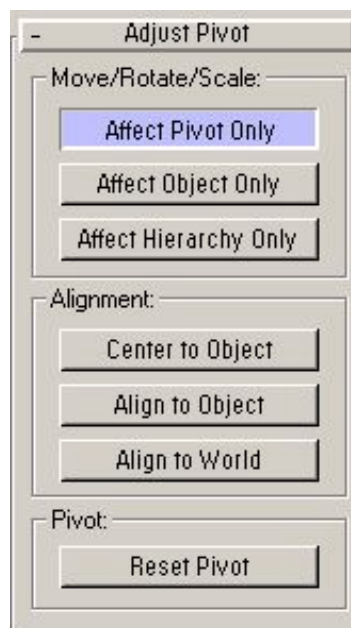 - Adjust Pivot
Move/Rotate/Scale:
Affect Pivot Only
Affect Object Only
Affect Hierarchy Only
Alignment:
Center to Object
Align to Object
Align to World
Pivot:
Reset Pivot